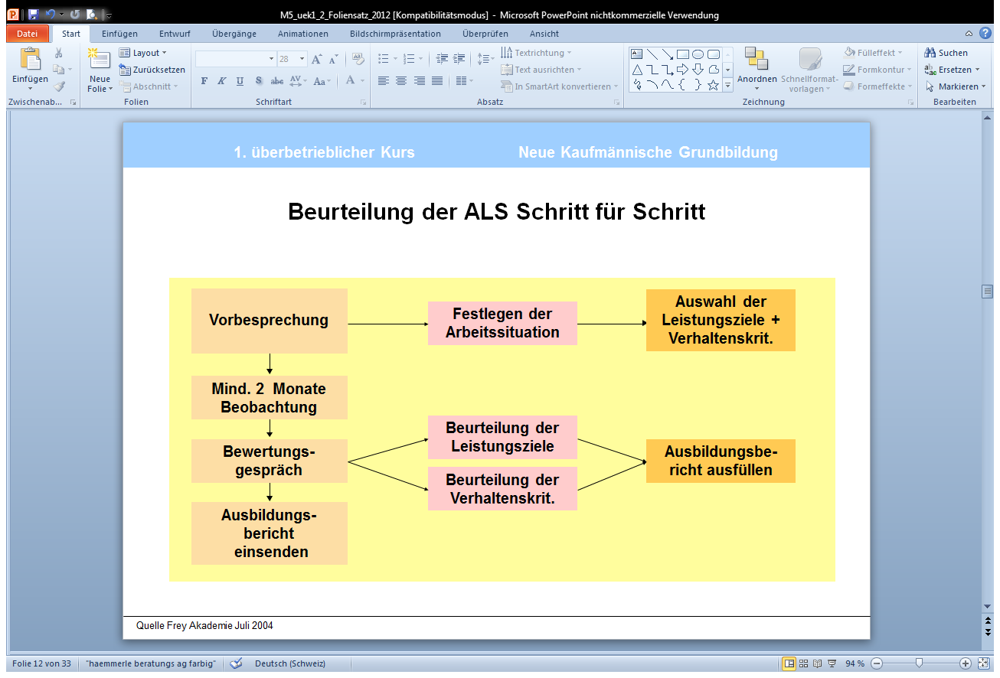 M5_uek1_2_Foliensatz_2012 [Kompatibilitätsmodus] - Microsoft PowerPoint nichtkommerzielle Verwendung
Datei Start Einfügen Entwurf Übergänge Animationen Bildschirmpräsentation Überprüfen Ansicht
Einfügen
Zwischenab...
Neue
Folie
Layout
Zurücksetzen
Abschnitt
Folien
28
F K U S abc AV Aa A
Schriftart
Textrichtung
Text ausrichten
In SmartArt konvertieren
Absatz
Anordnen
Schnellformat-
vorlagen
Fülleffekt
Formkontur
Formeffekte
Zeichnung
Suchen
Ersetzen
Markieren
Bearbeiten
1. überbetrieblicher Kurs Neue Kaufmännische Grundbildung
Beurteilung der ALS Schritt für Schritt
Vorbesprechung
Festlegen der
Arbeitssituation
Auswahl der
Leistungsziele +
Verhaltenskrit.
Mind. 2 Monate
Beobachtung
Bewertungs-
gespräch
Beurteilung der
Leistungsziele
Beurteilung der
Verhaltenskrit.
Ausbildungsbe-
richt ausfüllen
Ausbildungs-
bericht
einsenden
Quelle Frey Akademie Juli 2004
Folie 12 von 33 "haemmerle beratungs ag farbig" Deutsch (Schweiz) 94 %